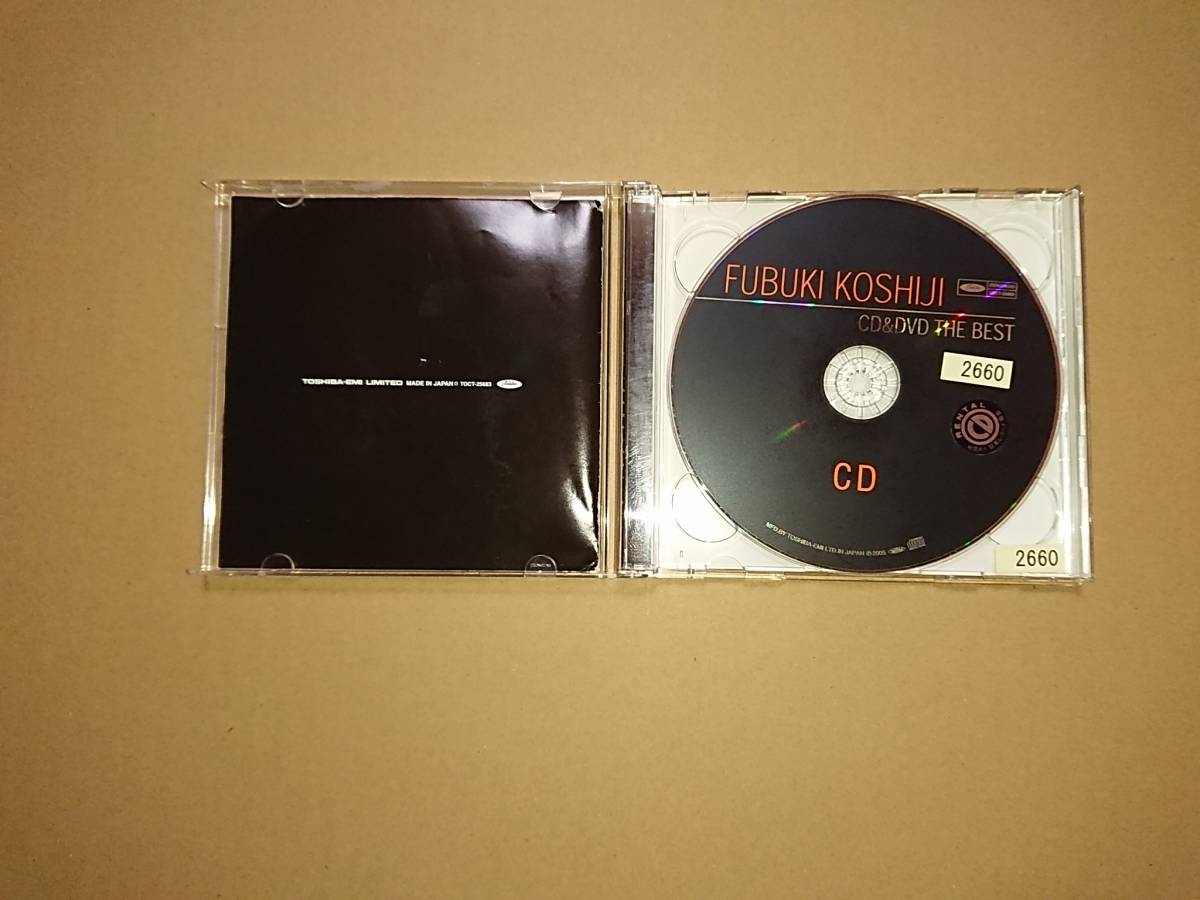 TOSHIBA-EMI LIMITED MADE IN JAPAN TOCT-25683
FUBUKI KOSHIJI
CD&DVD THE BEST
2660
RENTAL
CD
MFD.BY TOSHIBA-EMI LTD.IN JAPAN ℗2005
2660